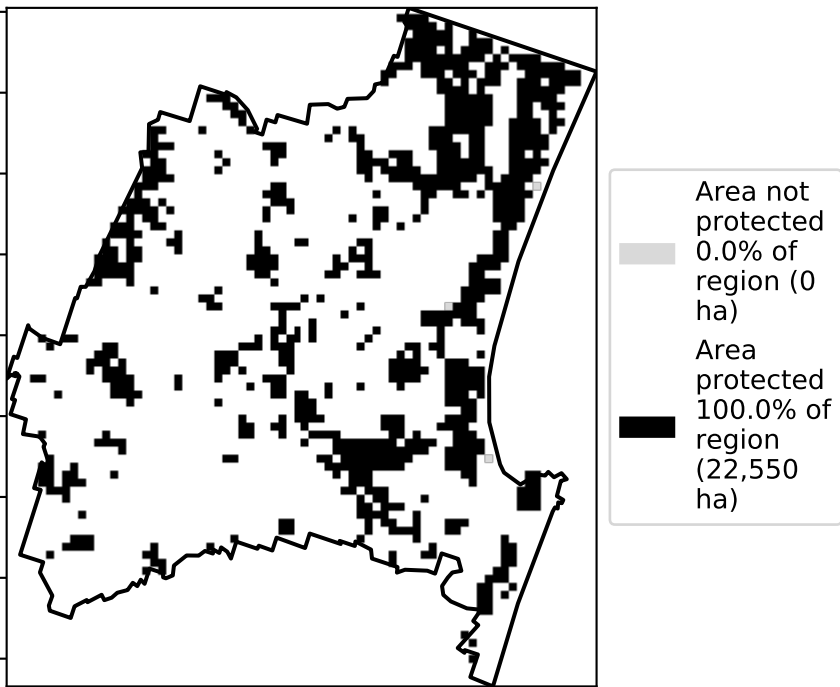 Area not
protected
0.0% of
region (0
ha)
Area
protected
100.0% of
region
(22,550
ha)